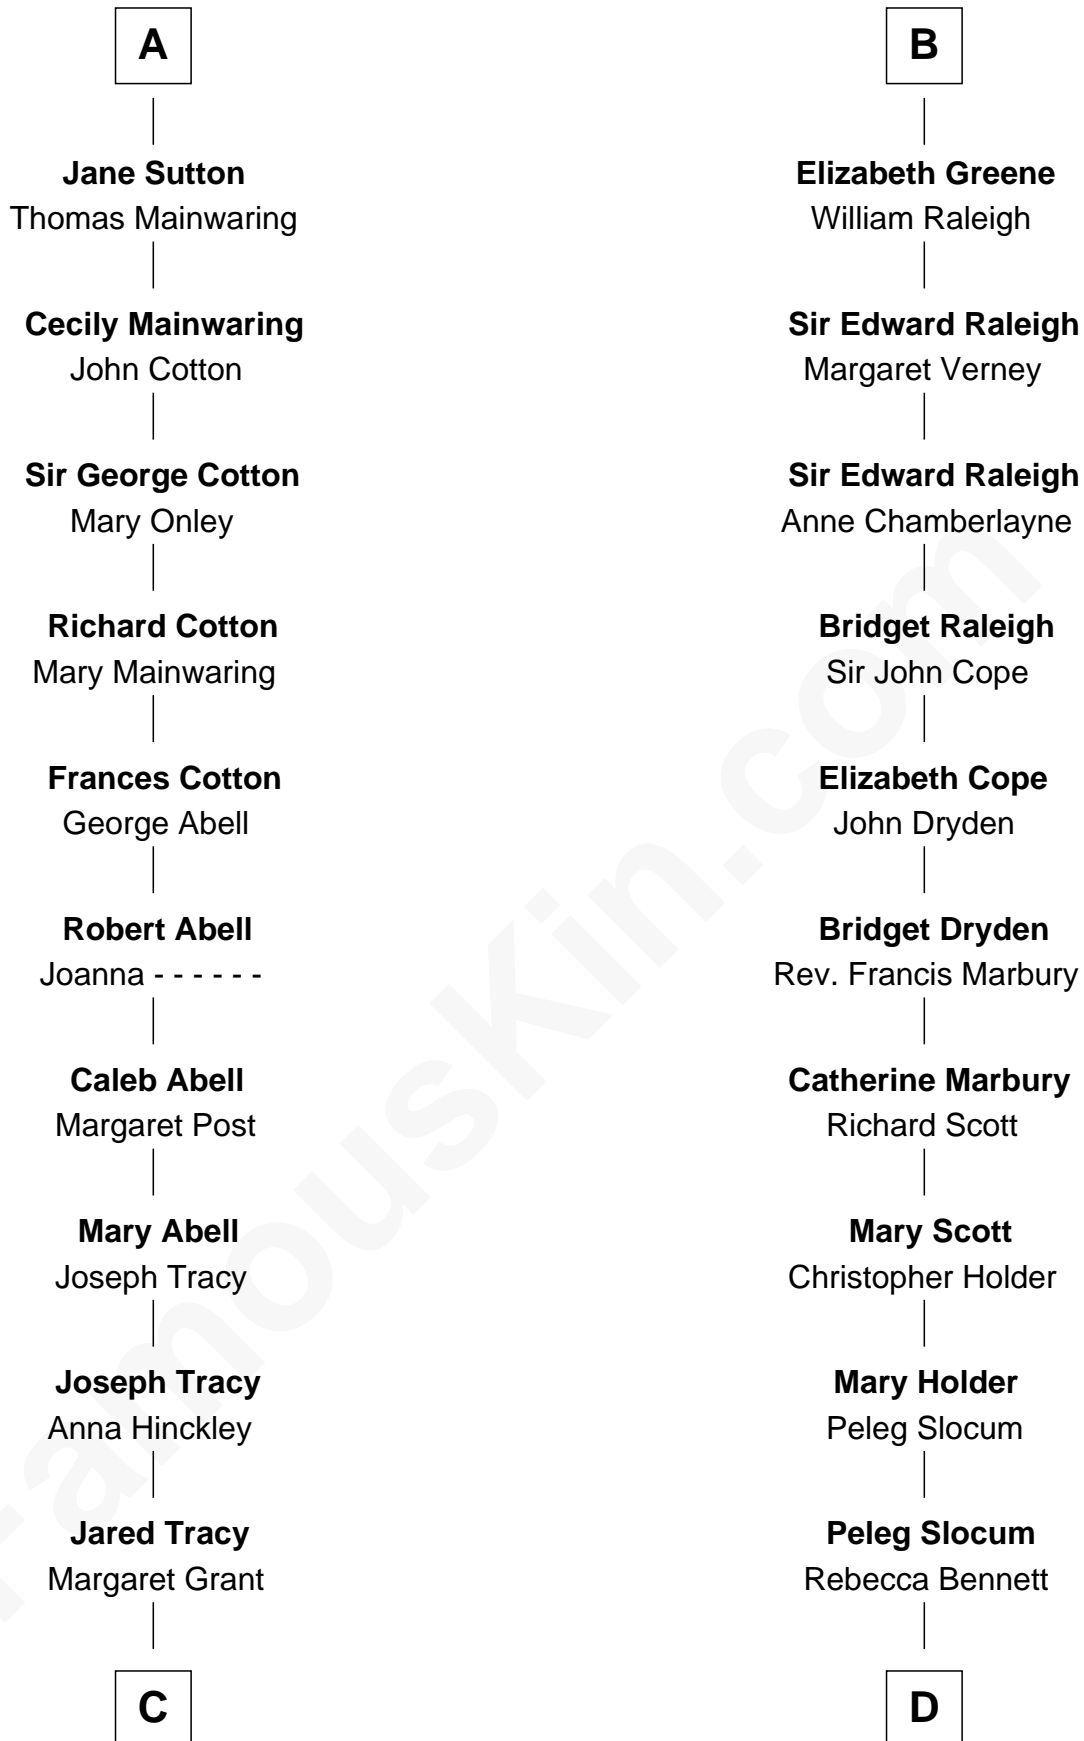 A
Jane Sutton
Thomas Mainwaring
Cecily Mainwaring
John Cotton
Sir George Cotton
Mary Onley
Richard Cotton
Mary Mainwaring
Frances Cotton
George Abell
Robert Abell
Joanna - - - - - -
Caleb Abell
Margaret Post
Mary Abell
Joseph Tracy
Joseph Tracy
Anna Hinckley
Jared Tracy
Margaret Grant
C
B
Elizabeth Greene
William Raleigh
Sir Edward Raleigh
Margaret Verney
Sir Edward Raleigh
Anne Chamberlayne
Bridget Raleigh
Sir John Cope
Elizabeth Cope
John Dryden
Bridget Dryden
Rev. Francis Marbury
Catherine Marbury
Richard Scott
Mary Scott
Christopher Holder
Mary Holder
Peleg Slocum
Peleg Slocum
Rebecca Bennett
D
FamousKin.com